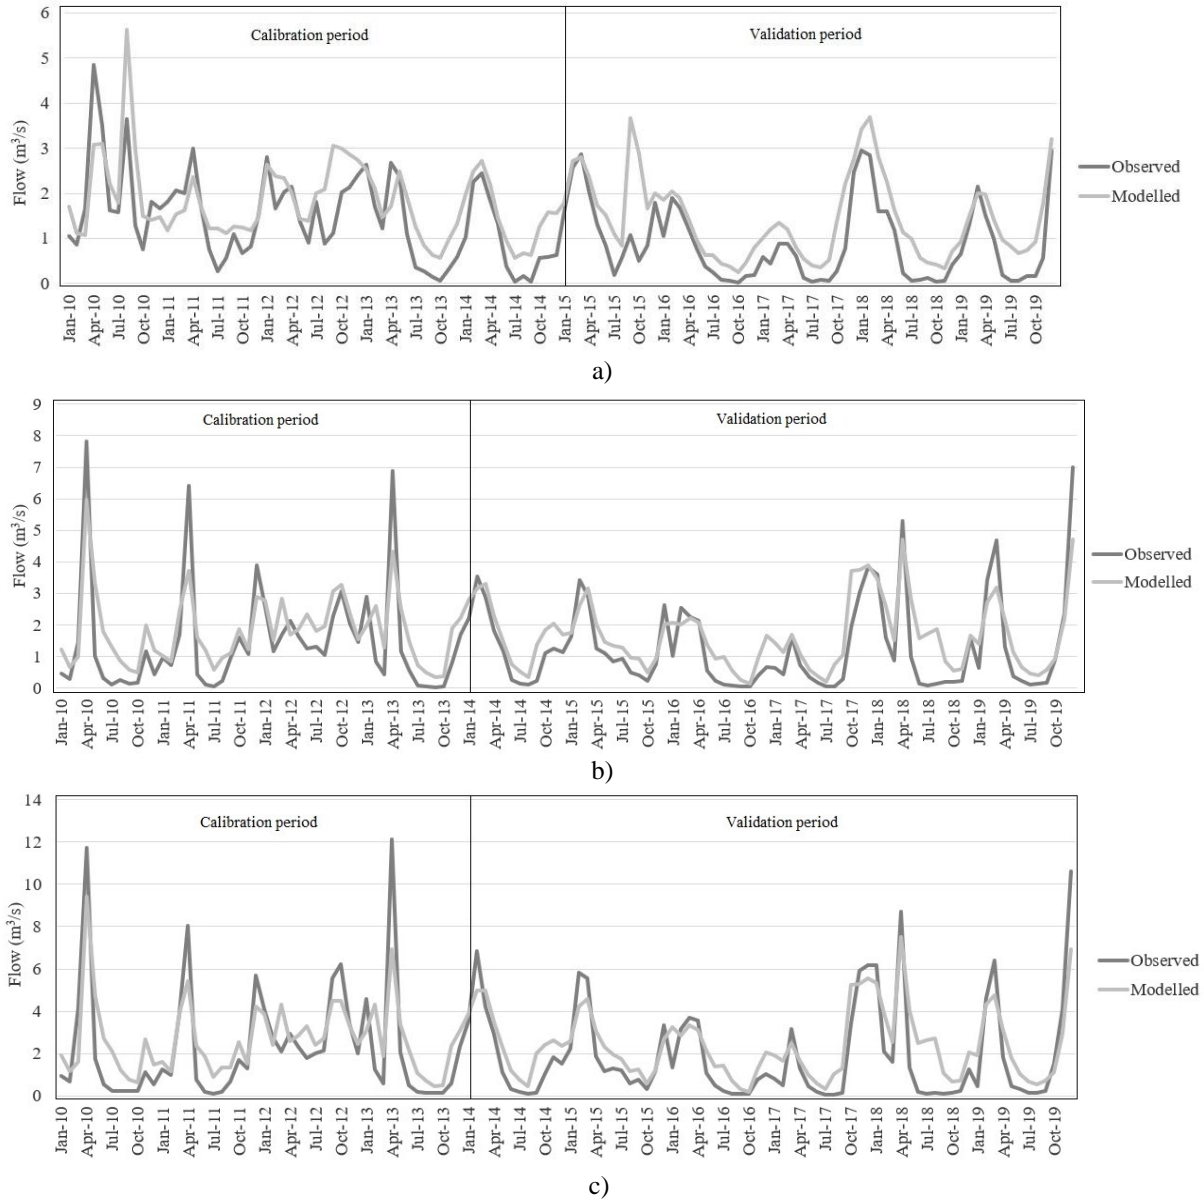 6
5
4
3
2
1
0
Flow (m³/s)
Calibration period
Validation period
Observed
Modelled
Jan-10
Apr-10
Jul-10
Oct-10
Jan-11
Apr-11
Jul-11
Oct-11
Jan-12
Apr-12
Jul-12
Oct-12
Jan-13
Apr-13
Jul-13
Oct-13
Jan-14
Apr-14
Jul-14
Oct-14
Jan-15
Apr-15
Jul-15
Oct-15
Jan-16
Apr-16
Jul-16
Oct-16
Jan-17
Apr-17
Jul-17
Oct-17
Jan-18
Apr-18
Jul-18
Oct-18
Jan-19
Apr-19
Jul-19
Oct-19
a)
9
8
7
6
5
4
3
2
1
0
Flow (m³/s)
Calibration period
Validation period
Observed
Modelled
Jan-10
Apr-10
Jul-10
Oct-10
Jan-11
Apr-11
Jul-11
Oct-11
Jan-12
Apr-12
Jul-12
Oct-12
Jan-13
Apr-13
Jul-13
Oct-13
Jan-14
Apr-14
Jul-14
Oct-14
Jan-15
Apr-15
Jul-15
Oct-15
Jan-16
Apr-16
Jul-16
Oct-16
Jan-17
Apr-17
Jul-17
Oct-17
Jan-18
Apr-18
Jul-18
Oct-18
Jan-19
Apr-19
Jul-19
Oct-19
b)
14
12
10
8
6
4
2
0
Flow (m³/s)
Calibration period
Validation period
Observed
Modelled
Jan-10
Apr-10
Jul-10
Oct-10
Jan-11
Apr-11
Jul-11
Oct-11
Jan-12
Apr-12
Jul-12
Oct-12
Jan-13
Apr-13
Jul-13
Oct-13
Jan-14
Apr-14
Jul-14
Oct-14
Jan-15
Apr-15
Jul-15
Oct-15
Jan-16
Apr-16
Jul-16
Oct-16
Jan-17
Apr-17
Jul-17
Oct-17
Jan-18
Apr-18
Jul-18
Oct-18
Jan-19
Apr-19
Jul-19
Oct-19
c)